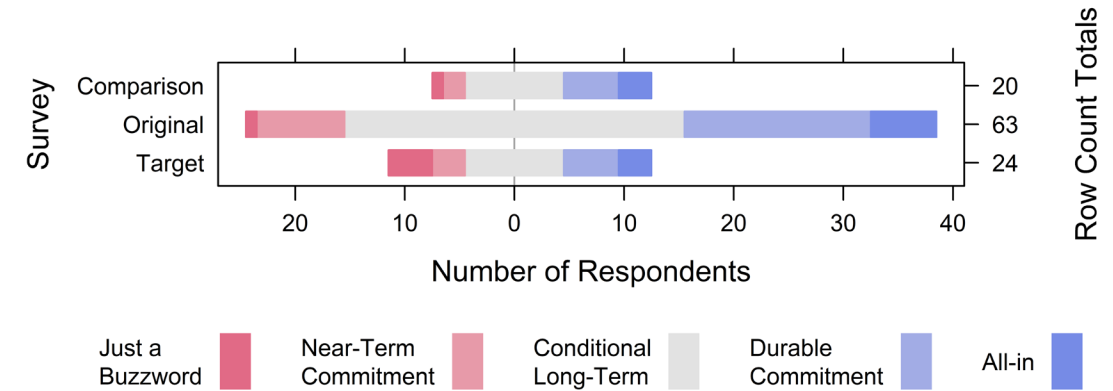 Survey
Comparison
Original
Target
20
63
24
Row Count Totals
20 10 0 10 20 30 40
Number of Respondents
Just a
Buzzword
Near-Term
Commitment
Conditional
Long-Term
Durable
Commitment
All-in